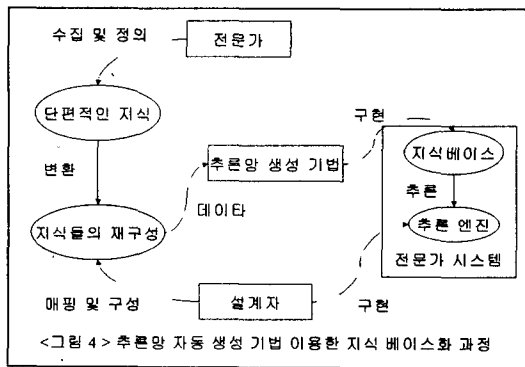 수집 및 정의
전문가
단편적인 지식
구현
변환
추론망 생성 기법
지식베이스
추론
데이타
지식들의 재구성
추론 엔진
전문가 시스템
매핑 및 구성
설계자
구현
<그림 4> 추론망 자동 생성 기법 이용한 지식 베이스화 과정